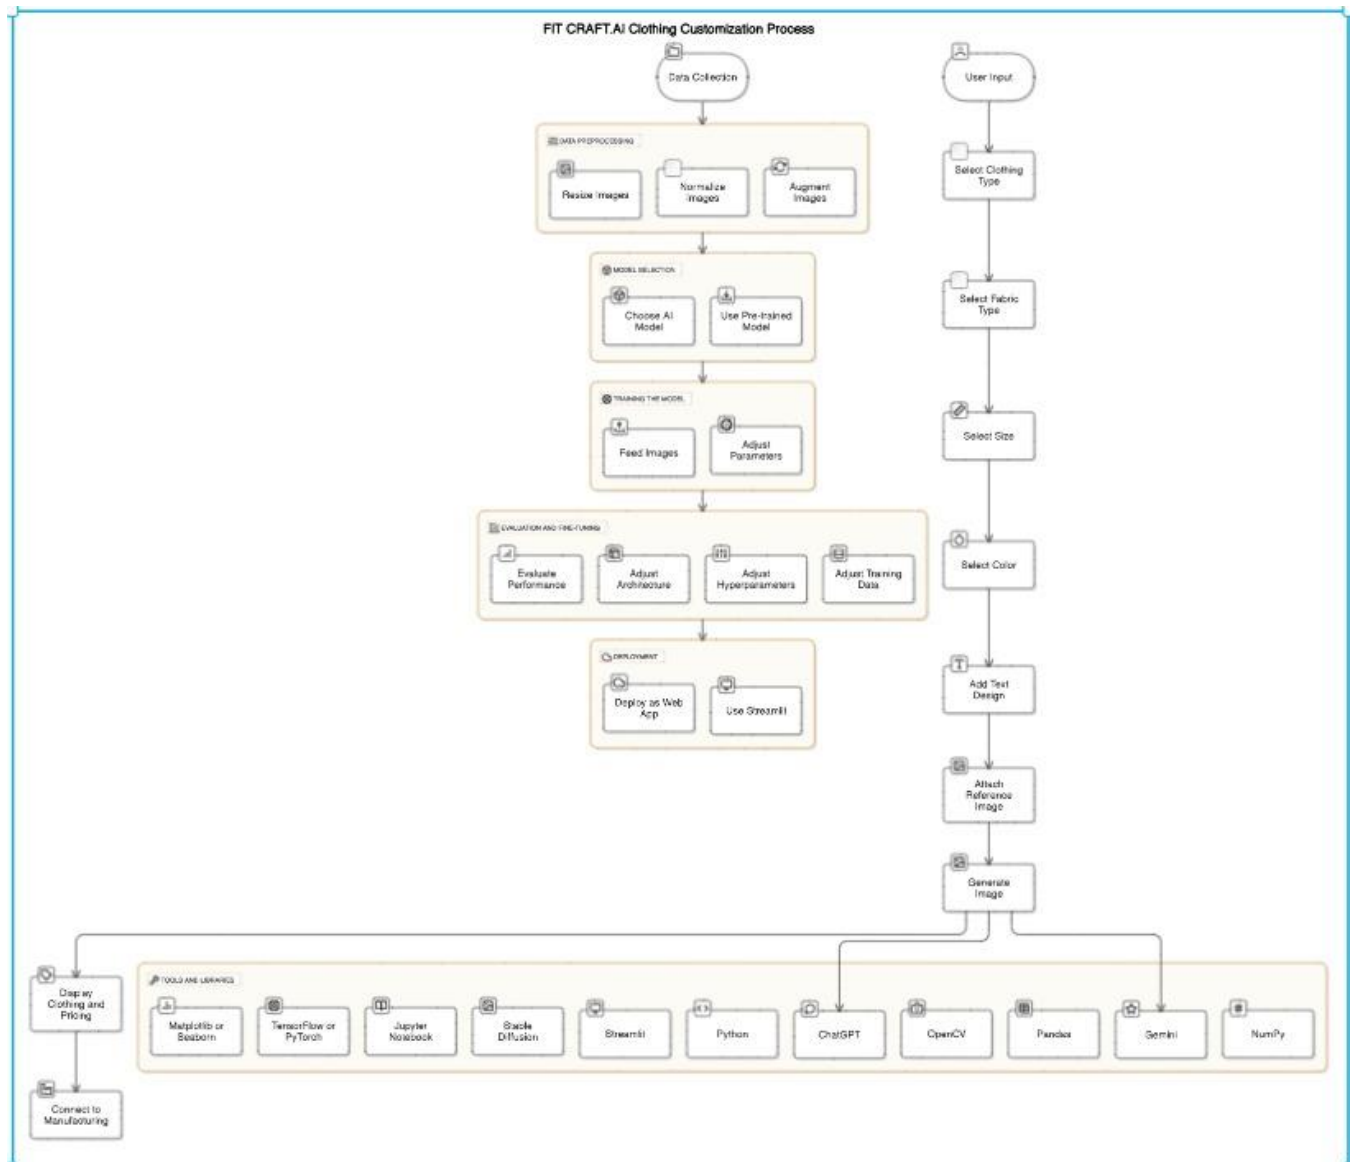 FIT CRAFT.AI Clothing Customization Process
Data Collection
User Input
DATA PREPROCESSING
Resize Images
Normalize
Images
Augment
Images
Select Clothing
Type
MODEL SELECTION
Choose AI
Model
Use Pre-trained
Model
Select Fabric
Type
TRAINING THE MODEL
Feed Images
Adjust
Parameters
Select Size
EVALUATION AND FINE-TUNING
Evaluate
Performance
Adjust
Architecture
Adjust
Hyperparameters
Adjust Training
Data
Select Color
DEPLOYMENT
Deploy as Web
App
Use Streamlit
Add Text
Design
Attach
Reference
Image
Generate
Image
Display
Clothing and
Pricing
TOOLS AND LIBRARIES
Matplotlib or
Seaborn
TensorFlow or
PyTorch
Jupyter
Notebook
Stable
Diffusion
Streamlit
Python
ChatGPT
OpenCV
Pandas
Gemini
NumPy
Connect to
Manufacturing